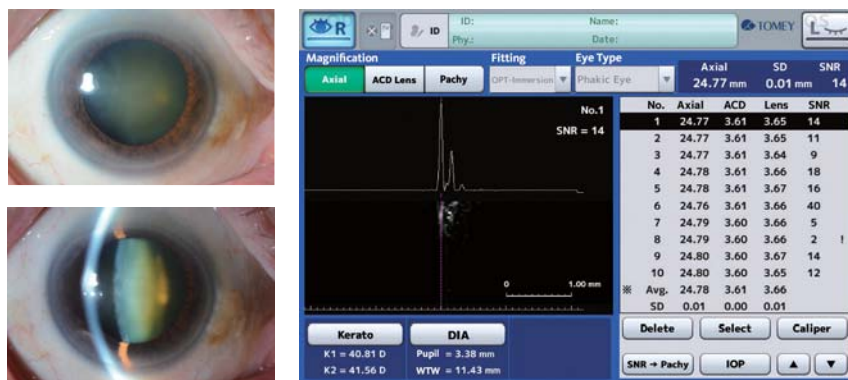 R
ID
ID:
Name:
Phy.:
Date:
TOMEY
LS
Magnification
Fitting
Eye Type
Axial
ACD Lens
Pachy
OPT-Immersion
Phakic Eye
Axial SD SNR
24.77 mm 0.01 mm 14
No.1
SNR = 14
0 1.00 mm
No. Axial ACD Lens SNR
1 24.77 3.61 3.65 14
2 24.77 3.61 3.65 11
3 24.77 3.61 3.64 9
4 24.78 3.61 3.66 18
5 24.78 3.61 3.67 16
6 24.76 3.61 3.66 40
7 24.79 3.60 3.66 5
8 24.79 3.60 3.66 2 !
9 24.80 3.60 3.67 14
10 24.80 3.60 3.65 12
※ Avg. 24.78 3.61 3.66
SD 0.01 0.00 0.01
Kerato
K1 = 40.81 D
K2 = 41.56 D
DIA
Pupil = 3.38 mm
WTW = 11.43 mm
Delete
Select
Caliper
SNR → Pachy
IOP
▲
▼